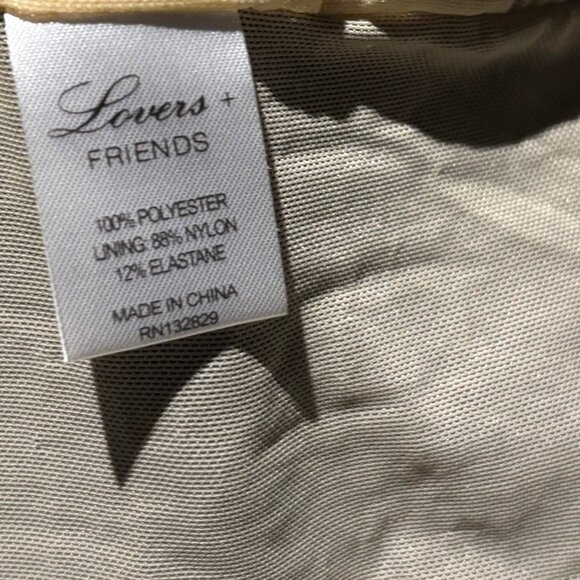 Lovers +
FRIENDS
100% POLYESTER
LINING: 88% NYLON
12% ELASTANE
MADE IN CHINA
RN132829